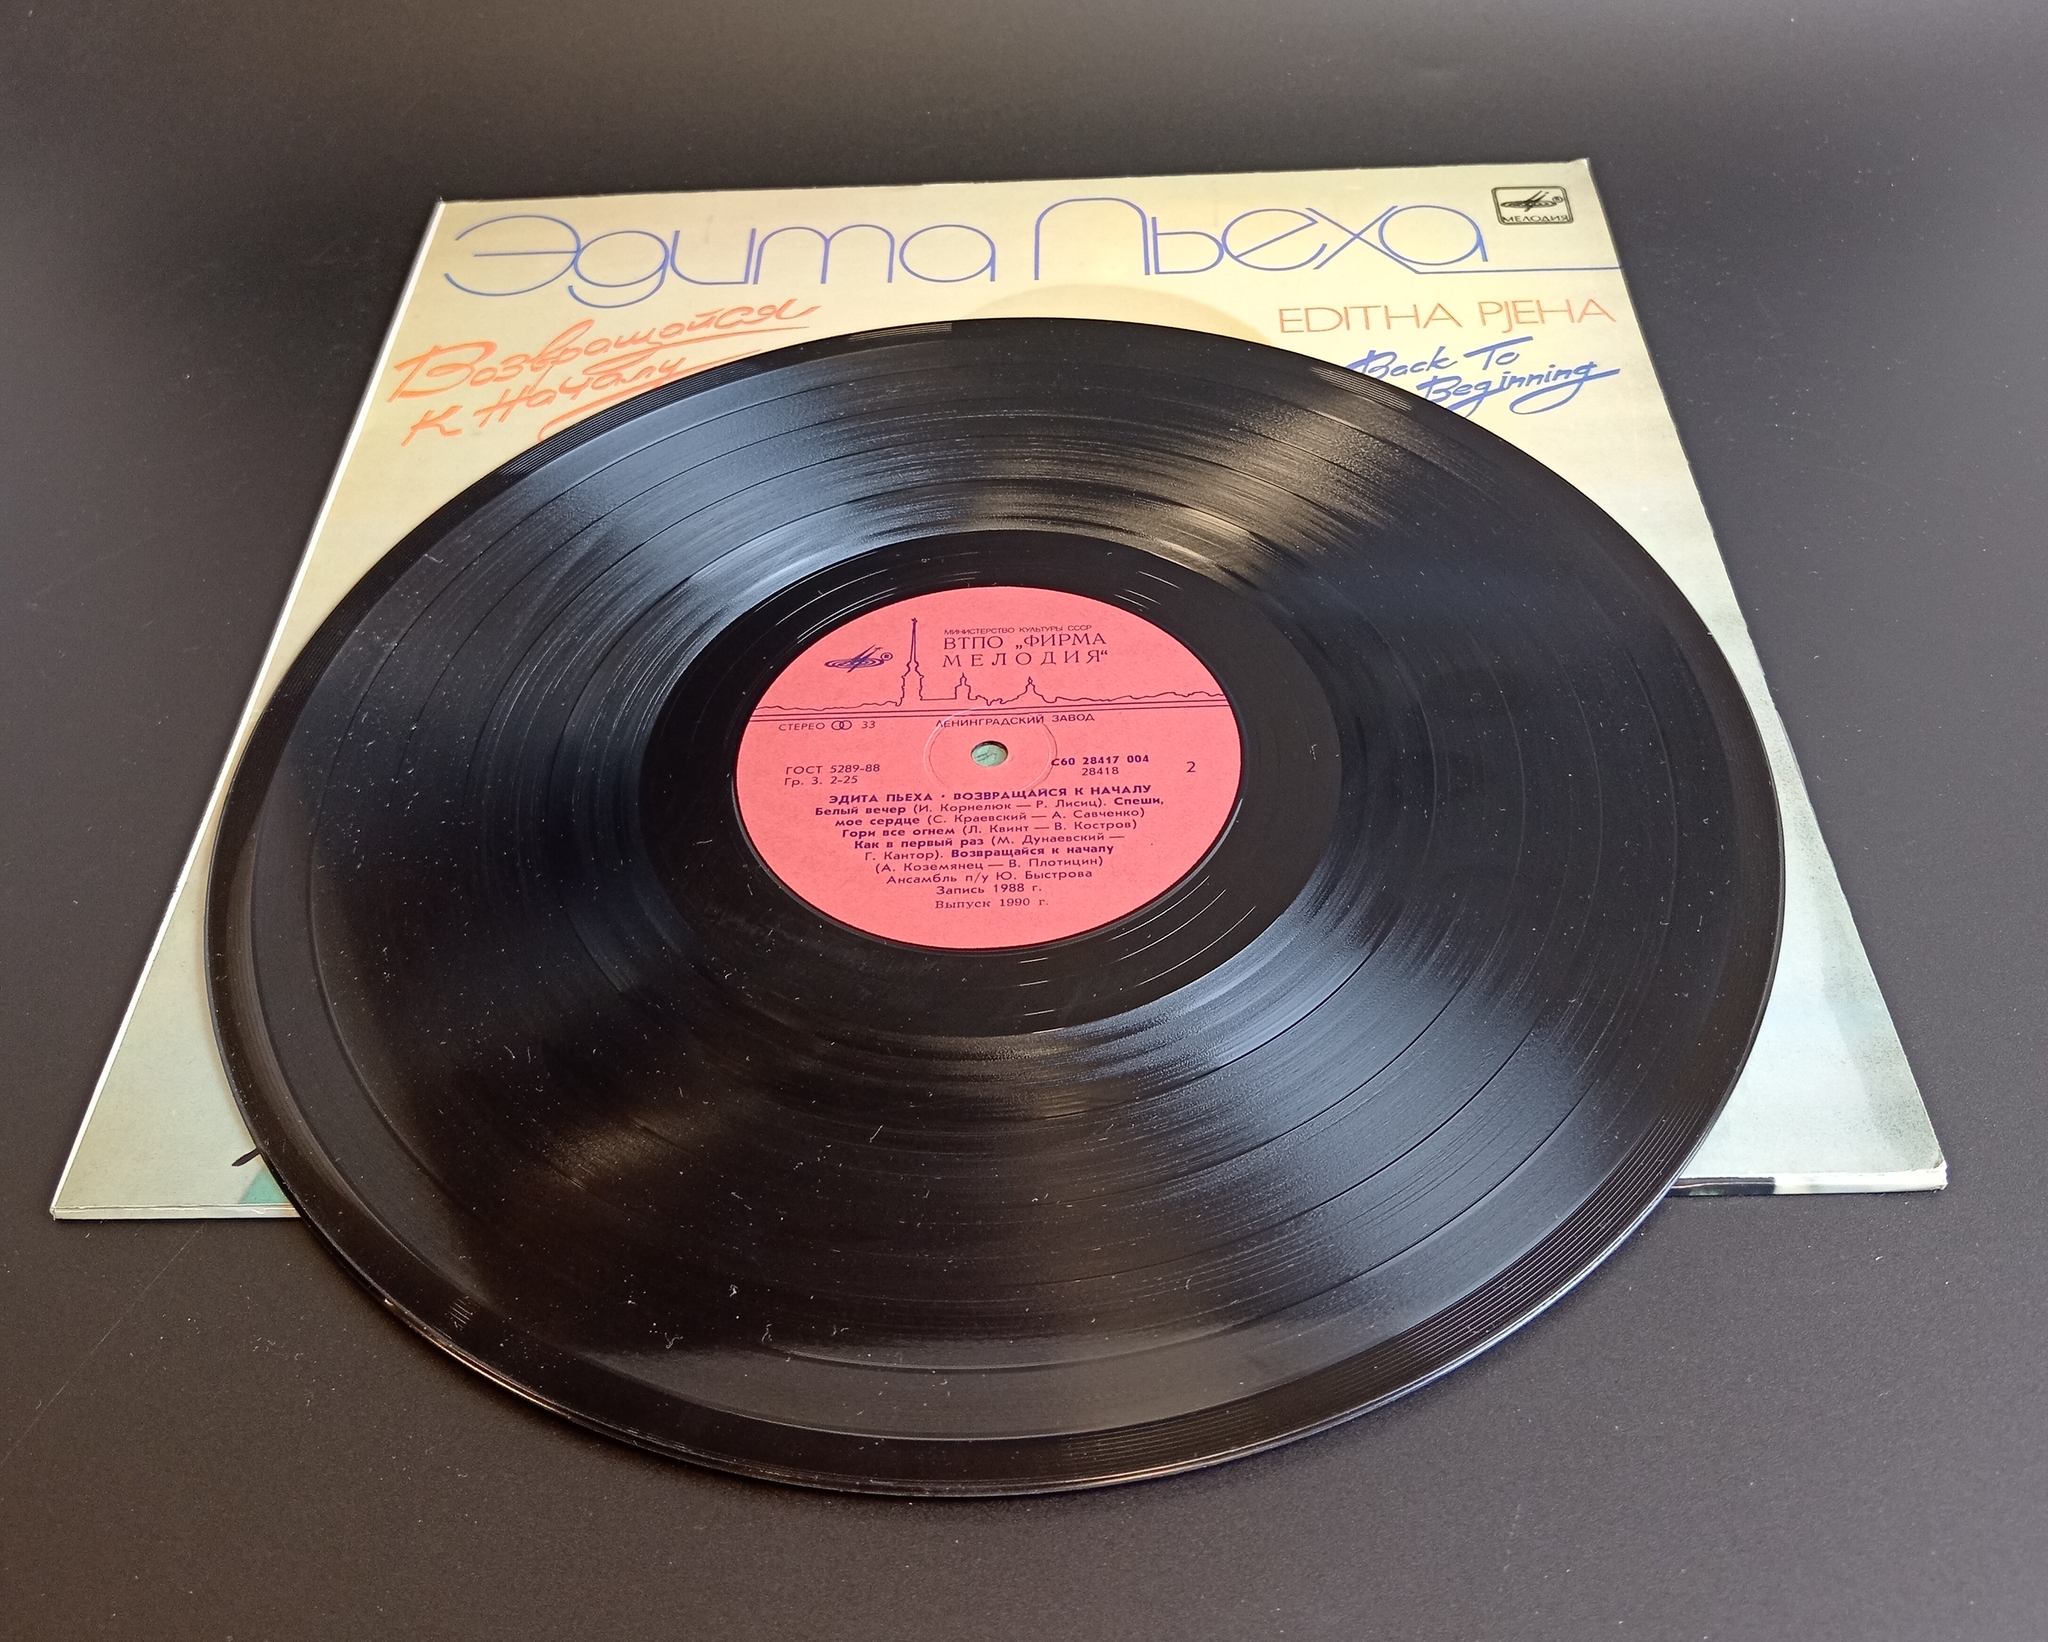 Эдита Пьеха
МЕЛОДИЯ
EDITHA PJEHA
Возвращайся
к началу
Back To
Beginning
МИНИСТЕРСТВО КУЛЬТУРЫ СССР
ВТПО „ФИРМА
МЕЛОДИЯ“
СТЕРЕО 33
ЛЕНИНГРАДСКИЙ ЗАВОД
ГОСТ 5289-88
Гр. 3. 2-25
С60 28417 004
28418
2
ЭДИТА ПЬЕХА • ВОЗВРАЩАЙСЯ К НАЧАЛУ
Белый вечер (И. Корнелюк — Р. Лисиц). Спеши,
мое сердце (С. Краевский — А. Савченко)
Гори все огнем (Л. Квинт — В. Костров)
Как в первый раз (М. Дунаевский —
Г. Кантор). Возвращайся к началу
(А. Коземянец — В. Плотицин)
Ансамбль п/у Ю. Быстрова
Запись 1988 г.
Выпуск 1990 г.